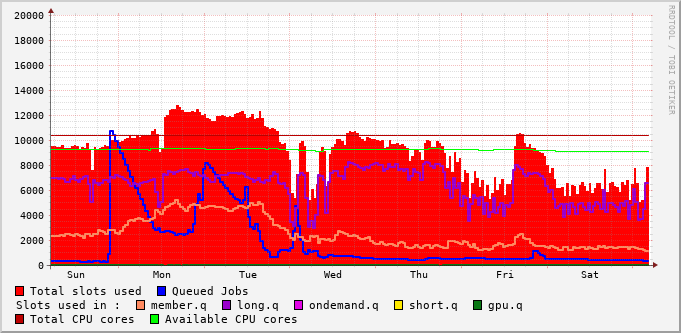 20000
18000
16000
14000
12000
10000
8000
6000
4000
2000
0
Sun Mon Tue Wed Thu Fri Sat
RRDTOOL / TOBI OETIKER
Total slots used Queued Jobs
Slots used in : member.q long.q ondemand.q short.q gpu.q
Total CPU cores Available CPU cores